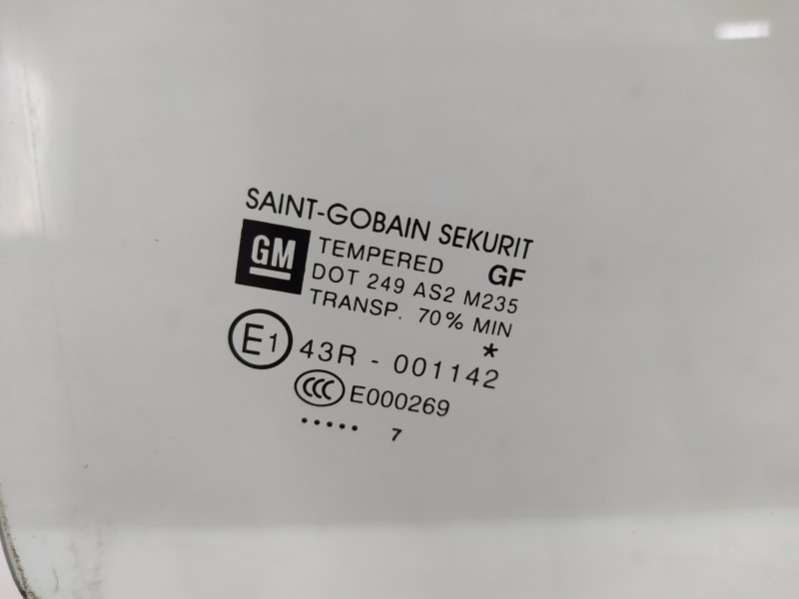 SAINT-GOBAIN SEKURIT
GM TEMPERED GF
DOT 249 AS2 M235
TRANSP. 70% MIN
*
E1 43R - 001142
CCC E000269
..... 7